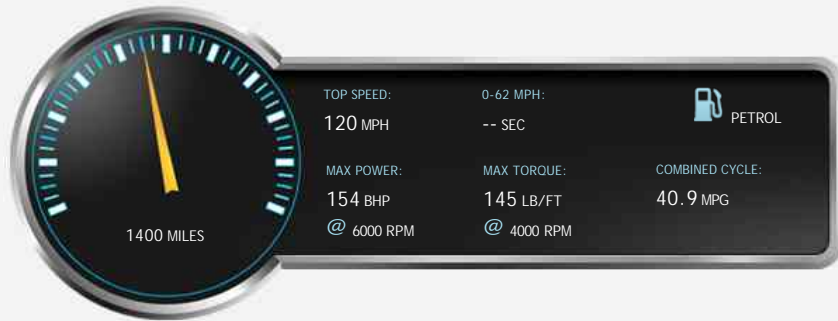 1400 MILES
TOP SPEED:
120 MPH
0-62 MPH:
-- SEC
PETROL
MAX POWER:
154 BHP
@ 6000 RPM
MAX TORQUE:
145 LB/FT
@ 4000 RPM
COMBINED CYCLE:
40.9 MPG